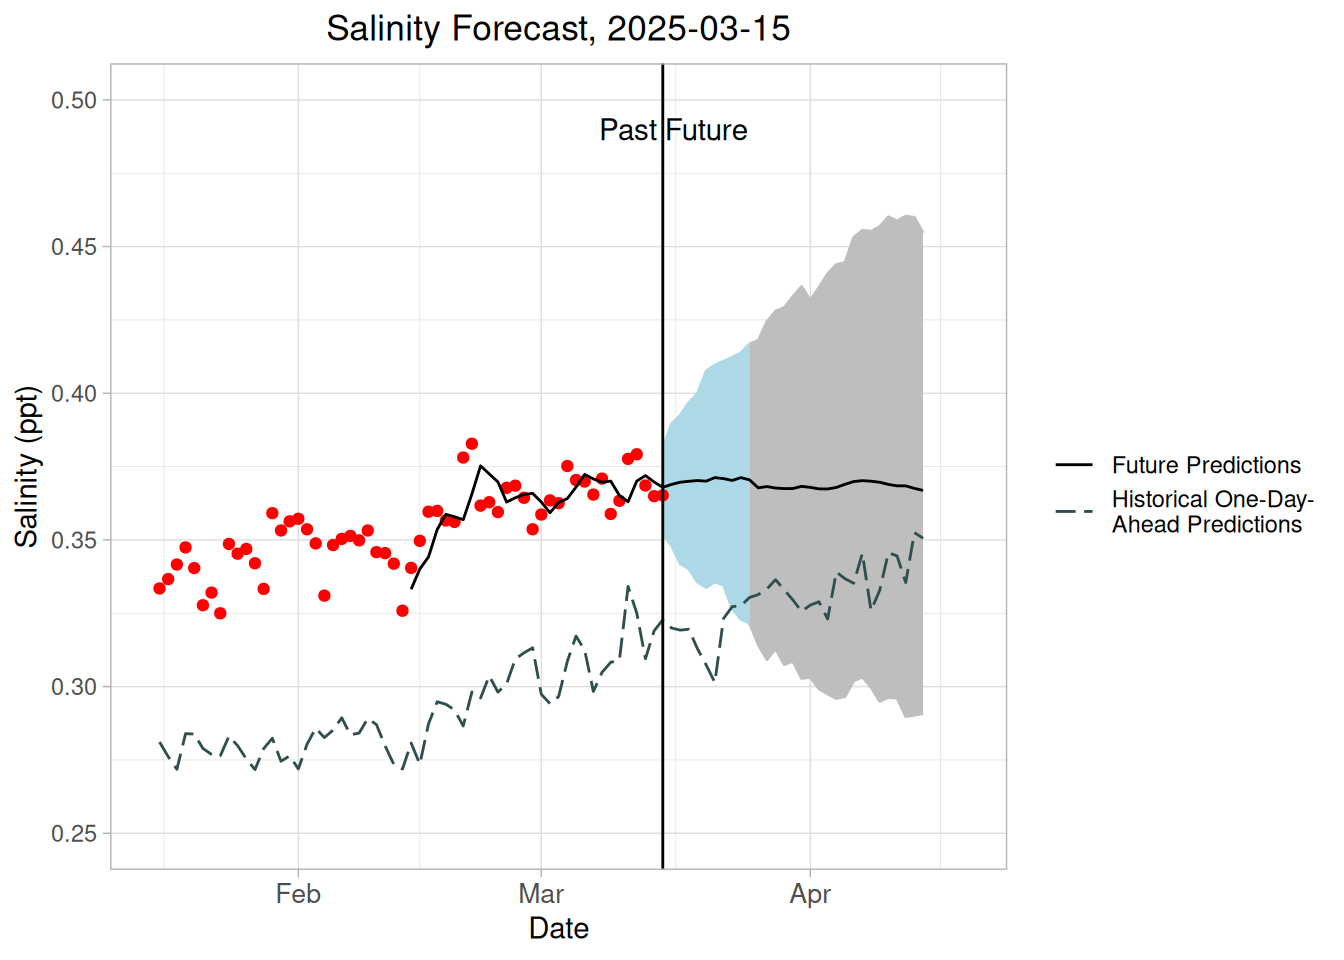 Salinity Forecast, 2025-03-15
Past Future
0.50
0.45
0.40
0.35
0.30
0.25
Salinity (ppt)
Feb Mar Apr
Date
Future Predictions
Historical One-Day-
Ahead Predictions